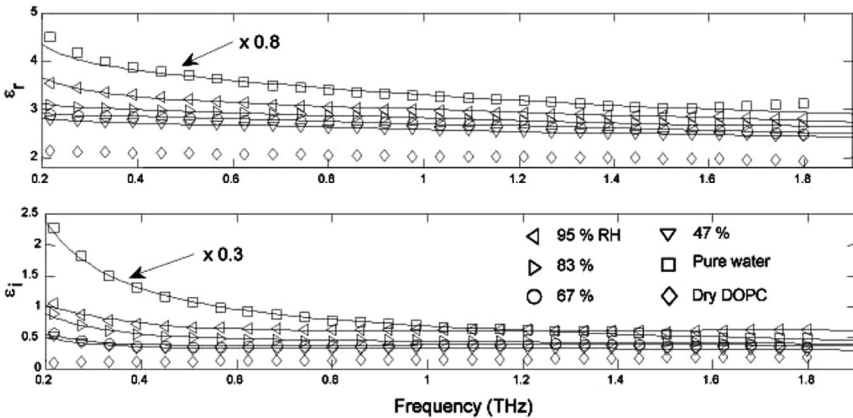 5
4
3
2
εr
x 0.8
0.2 0.4 0.6 0.8 1 1.2 1.4 1.6 1.8
2.5
2
1.5
1
0.5
0
εi
x 0.3
95 % RH 47 %
83 % Pure water
67 % Dry DOPC
0.2 0.4 0.6 0.8 1 1.2 1.4 1.6 1.8
Frequency (THz)